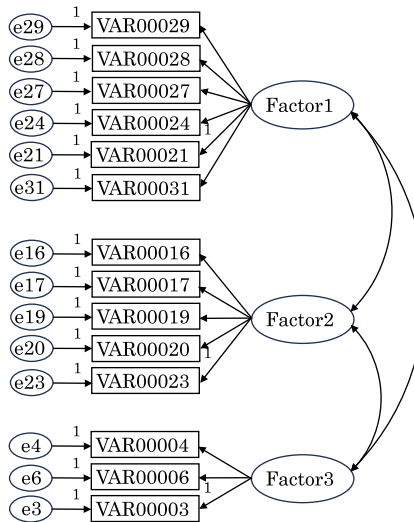 e29 1 VAR00029
e28 1 VAR00028
e27 1 VAR00027
Factor1
e24 1 VAR00024
1
e21 1 VAR00021
e31 1 VAR00031
e16 1 VAR00016
e17 1 VAR00017
e19 1 VAR00019
Factor2
e20 1 VAR00020
1
e23 1 VAR00023
e4 1 VAR00004
e6 1 VAR00006
Factor3
1
e3 1 VAR00003